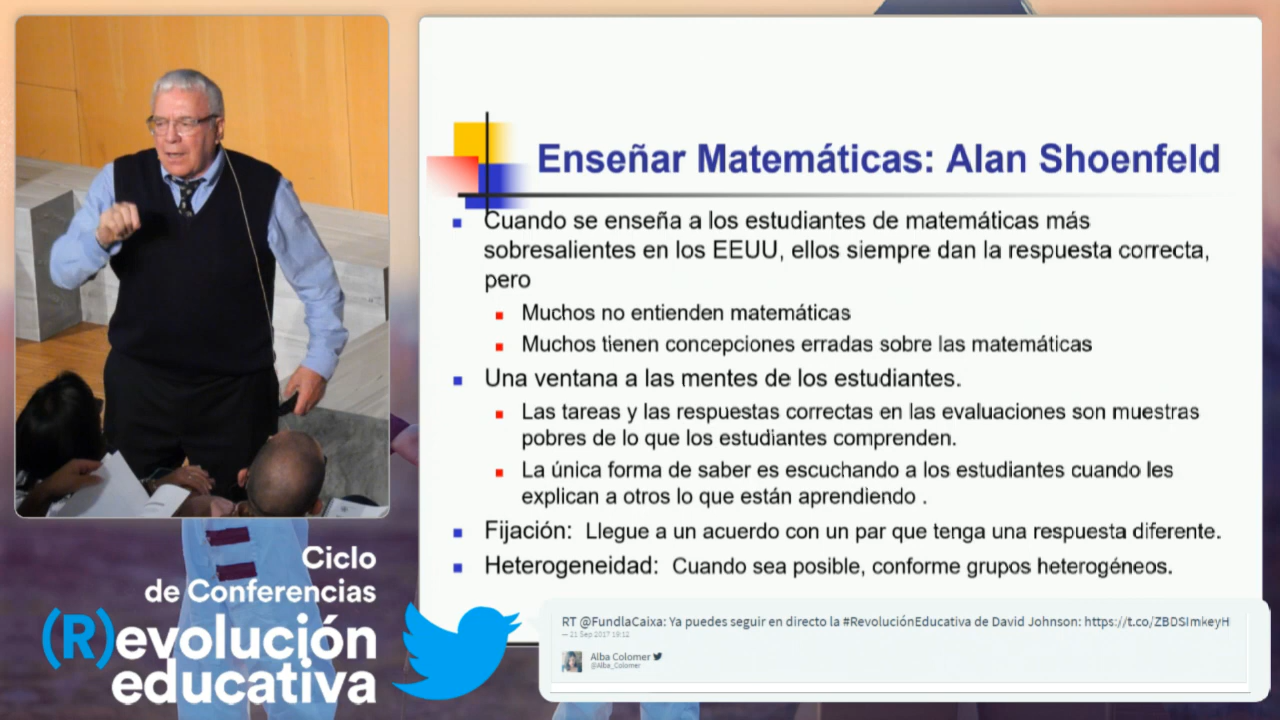 Enseñar Matemáticas: Alan Shoenfeld
Cuando se enseña a los estudiantes de matemáticas más
sobresalientes en los EEUU, ellos siempre dan la respuesta correcta,
pero
Muchos no entienden matemáticas
Muchos tienen concepciones erradas sobre las matemáticas
Una ventana a las mentes de los estudiantes.
Las tareas y las respuestas correctas en las evaluaciones son muestras
pobres de lo que los estudiantes comprenden.
La única forma de saber es escuchando a los estudiantes cuando les
explican a otros lo que están aprendiendo .
Fijación: Llegue a un acuerdo con un par que tenga una respuesta diferente.
Heterogeneidad: Cuando sea posible, conforme grupos heterogéneos.
Ciclo
de Conferencias
(R)evolución
educativa
RT @FundlaCaixa: Ya puedes seguir en directo la #RevoluciónEducativa de David Johnson: https://t.co/ZBDSImkeyH
— 21 Sep 2017 18:12
Alba Colomer
@Alba_Colomer